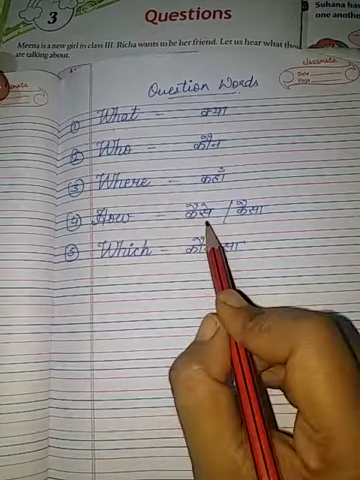 3
Questions
Suhana ha
one anothe
Meena is a new girl in class III. Richa wants to be her friend. Let us hear what the
are talking about.
Classmate
Date
Page
Question Words
① What - क्या
② Who - कौन
③ Where - कहाँ
④ How कैसे / कैसा
⑤ Which - कौ सा